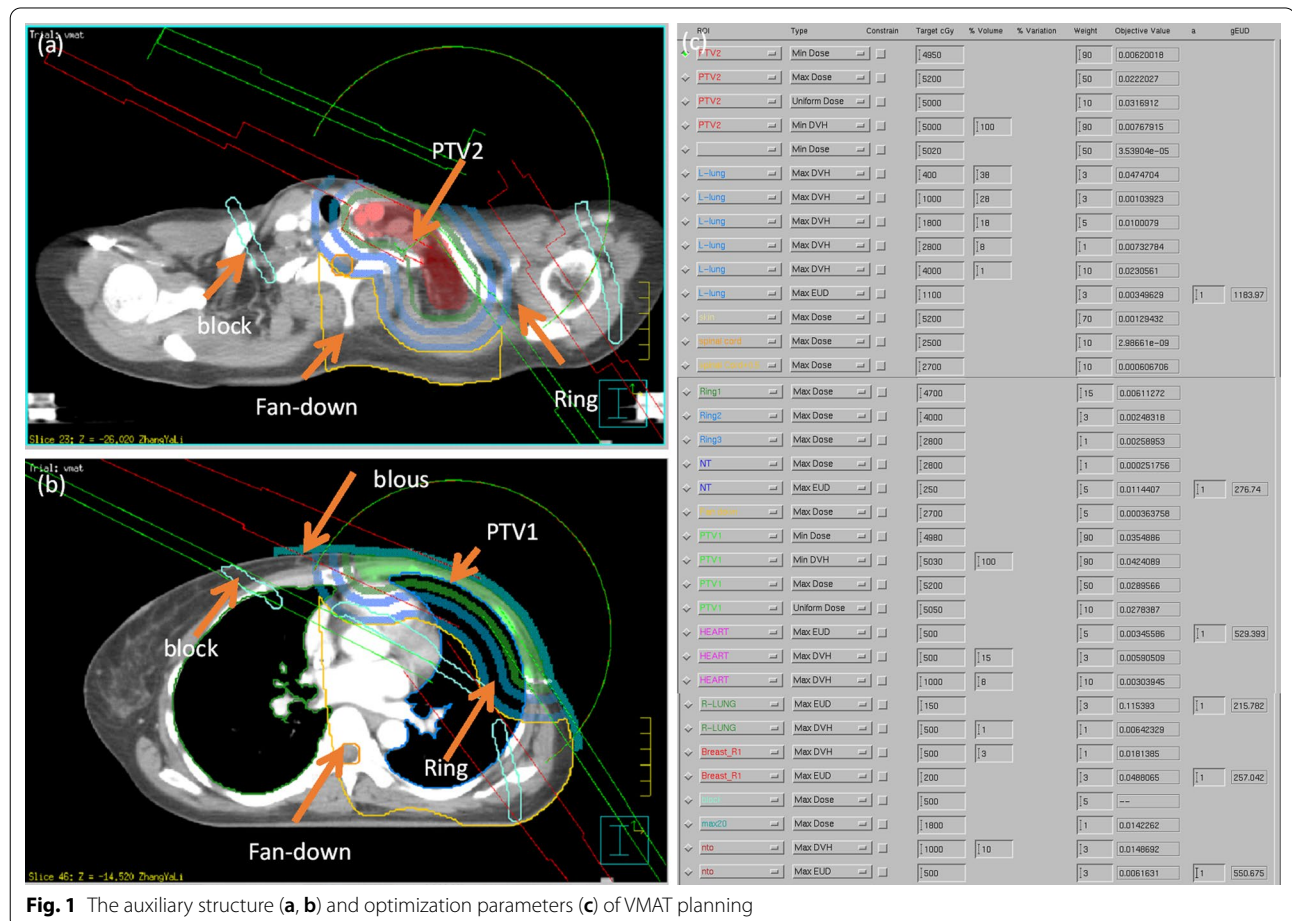 Trial: vmat
(a)
PTV2
block
Fan-down
Ring
Slice 23: Z = -26,020 ZhangYaLi
Trial: vmat
(b)
blous
PTV1
block
Ring
Fan-down
Slice 46: Z = -14,520 ZhangYaLi
(c)
ROI Type Constrain Target cGy % Volume % Variation Weight Objective Value a gEUD
PTV2 Min Dose 4950 90 0.00620018
PTV2 Max Dose 5200 50 0.0222027
PTV2 Uniform Dose 5000 10 0.0316912
PTV2 Min DVH 5000 100 90 0.00767915
Min Dose 5020 50 3.53904e-05
L-lung Max DVH 400 38 3 0.0474704
L-lung Max DVH 1000 28 3 0.00103923
L-lung Max DVH 1800 18 5 0.0100079
L-lung Max DVH 2800 8 1 0.00732784
L-lung Max DVH 4000 1 10 0.0230561
L-lung Max EUD 1100 3 0.00349629 1 1183.97
skin Max Dose 5200 70 0.00129432
spinal cord Max Dose 2500 10 2.98661e-09
Max Dose 2700 10 0.000606706
Ring1 Max Dose 4700 15 0.00611272
Ring2 Max Dose 4000 3 0.00248318
Ring3 Max Dose 2800 1 0.00258953
NT Max Dose 2800 1 0.000251756
NT Max EUD 250 5 0.0114407 1 276.74
Max Dose 2700 5 0.000363758
PTV1 Min Dose 4980 90 0.0354886
PTV1 Min DVH 5030 100 90 0.0424089
PTV1 Max Dose 5200 50 0.0289566
PTV1 Uniform Dose 5050 10 0.0278387
HEART Max EUD 500 5 0.00345586 1 529.393
HEART Max DVH 500 15 3 0.00590509
HEART Max DVH 1000 8 10 0.00303945
R-LUNG Max EUD 150 3 0.115393 1 215.782
R-LUNG Max DVH 500 1 1 0.00642329
Breast_R1 Max DVH 500 3 1 0.0181385
Breast_R1 Max EUD 200 3 0.0488065 1 257.042
Max Dose 500 5 --
max20 Max Dose 1800 1 0.0142262
nto Max DVH 1000 10 3 0.0148692
nto Max EUD 500 3 0.0061631 1 550.675
Fig. 1 The auxiliary structure (a, b) and optimization parameters (c) of VMAT planning